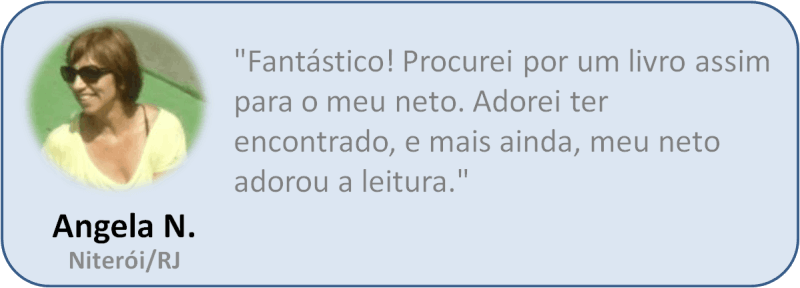 "Fantástico! Procurei por um livro assim
para o meu neto. Adorei ter
encontrado, e mais ainda, meu neto
adorou a leitura."
Angela N.
Niterói/RJ